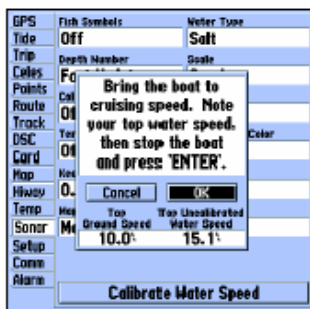 GPS
Tide
Trip
Celes
Points
Route
Track
DSC
Card
Map
Hiway
Temp
Sonar
Setup
Comm
Alarm
Fish Symbols
Water Type
Off
Salt
Depth Number
Scale
Color
Bring the boat to
cruising speed. Note
your top water speed,
then stop the boat
and press 'ENTER'.
Cancel
OK
Top
Ground Speed
Top Uncalibrated
Water Speed
10.0
15.1
Calibrate Water Speed